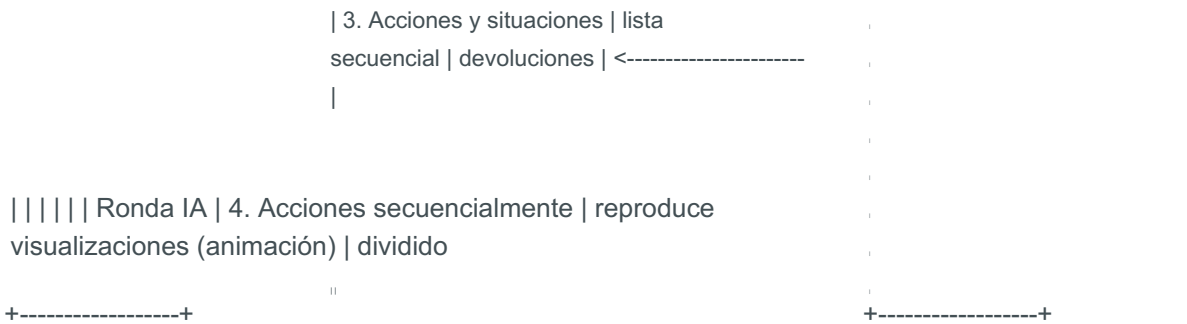 | 3. Acciones y situaciones | lista
secuencial | devoluciones | <-----------------------
|
| | | | | | Ronda IA | 4. Acciones secuencialmente | reproduce
visualizaciones (animación) | dividido
| |
+------------------+ +------------------+